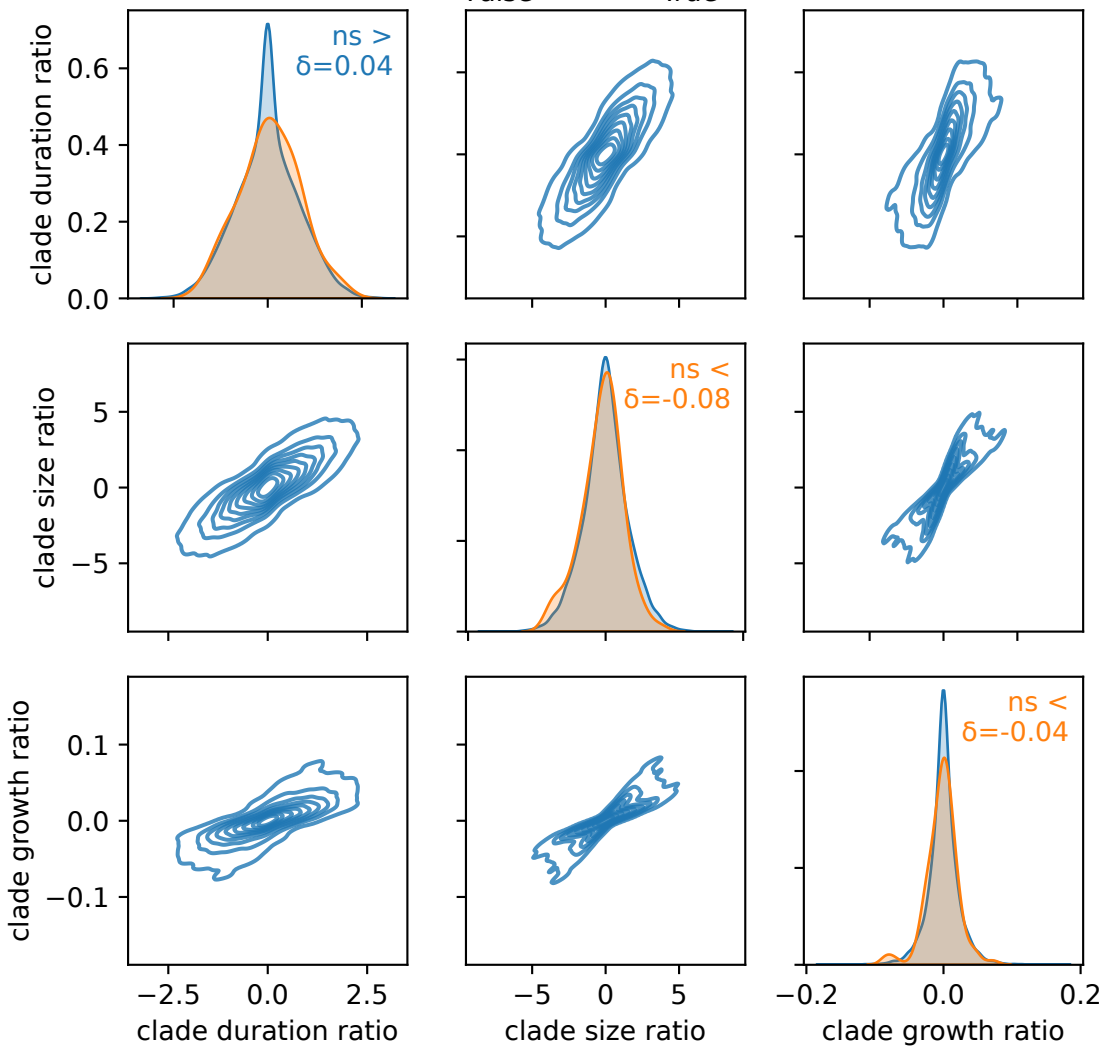 ns >
δ=0.04
clade duration ratio
0.6
0.4
0.2
0.0
ns <
δ=-0.08
clade size ratio
5
0
−5
ns <
δ=-0.04
clade growth ratio
0.1
0.0
−0.1
−2.5 0.0 2.5
−5 0 5
−0.2 0.0 0.2
clade duration ratio
clade size ratio
clade growth ratio